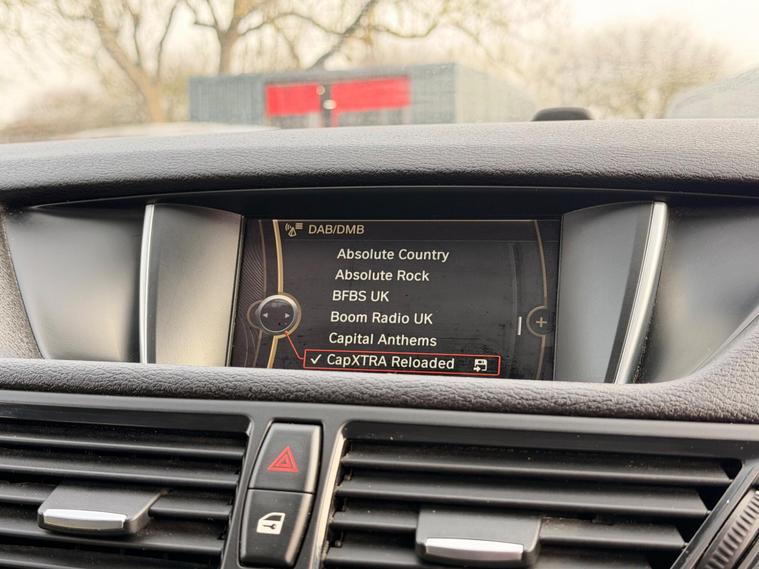 DAB/DMB
Absolute Country
Absolute Rock
BFBS UK
Boom Radio UK
Capital Anthems
✓ CapXTRA Reloaded